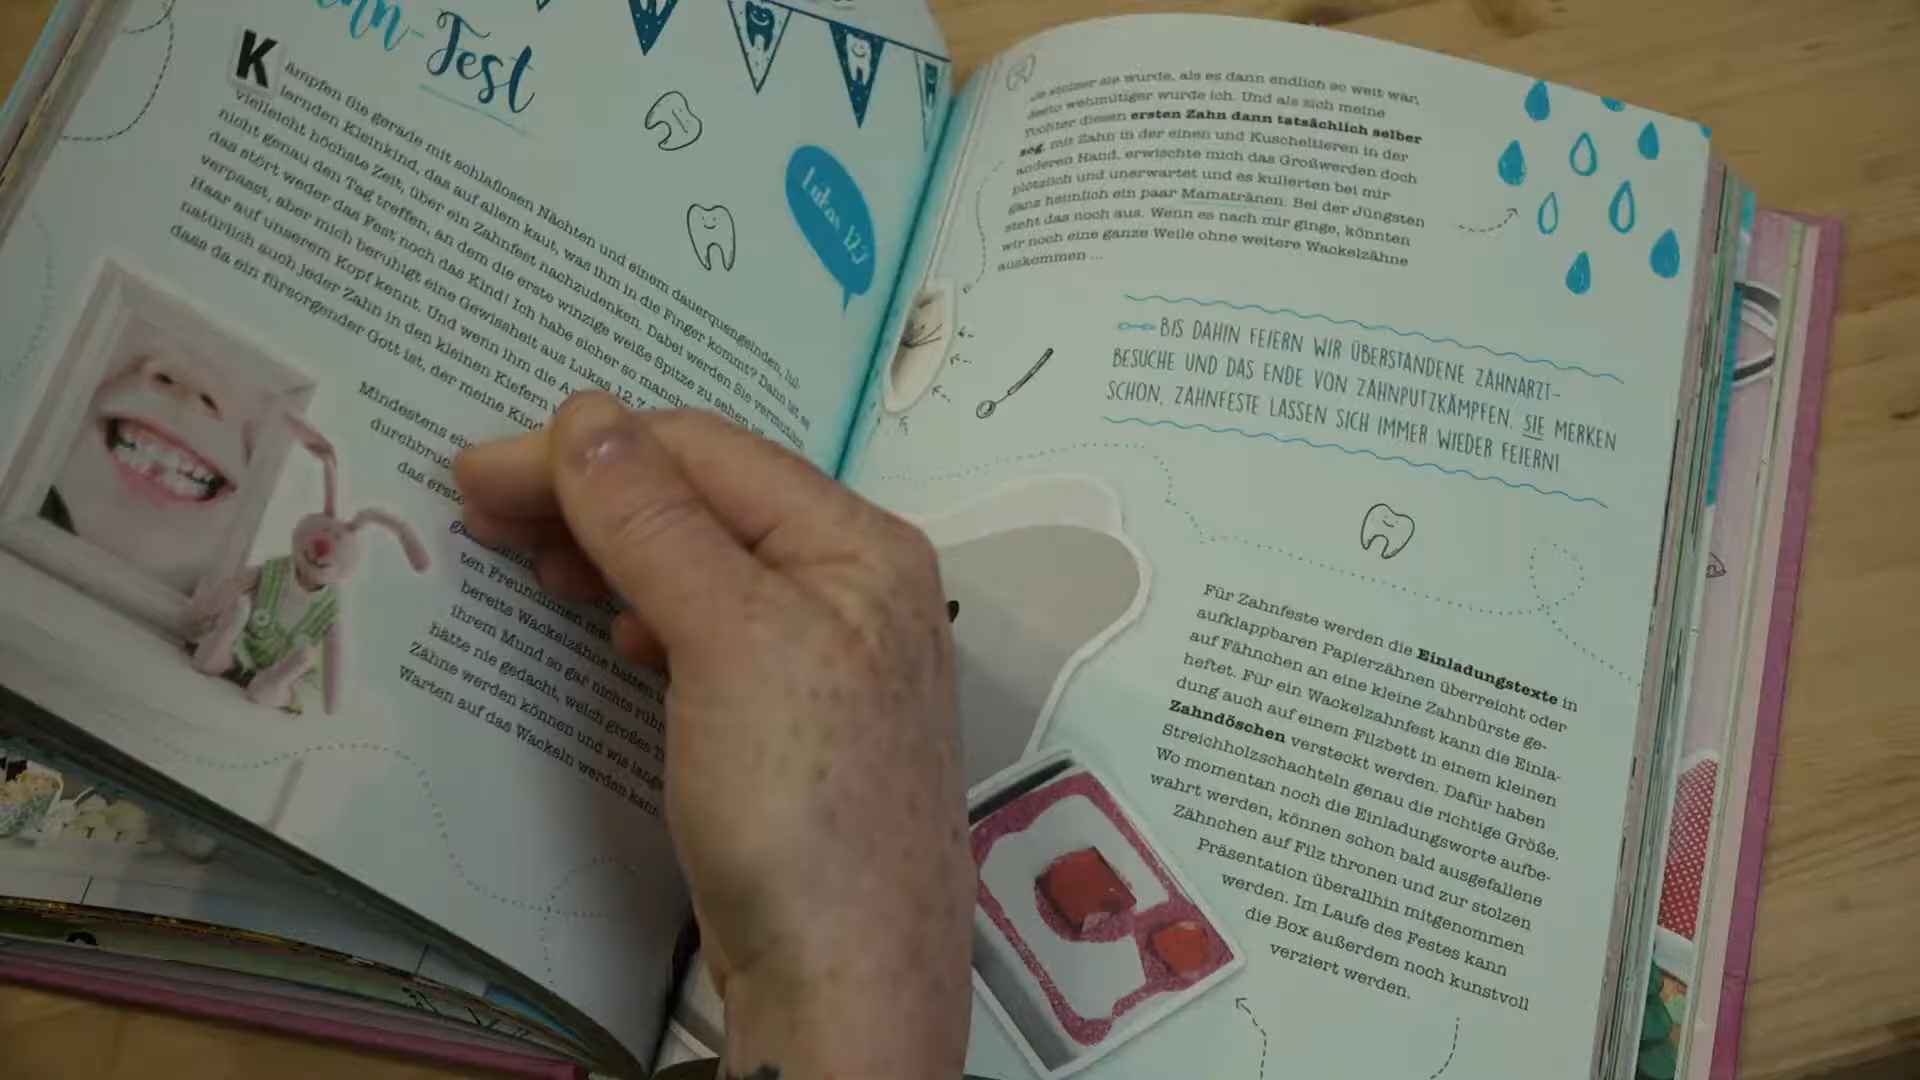 -Fest
Kämpfen Sie gerade mit schlaflosen Nächten und einem dauerquengelnden, lul-
lernden Kleinkind, das auf allem kaut, was ihm in die Finger kommt? Dann ist es
vielleicht höchste Zeit, über ein Zahnfest nachzudenken. Dabei werden Sie vermutlich
nicht genau den Tag treffen, an dem die erste winzige weiße Spitze zu sehen ist
das stört weder das Fest noch das Kind! Ich habe sicher so manch
verpasst, aber mich beruhigt eine Gewissheit aus Lukas 12,7
Haar auf unserem Kopf kennt. Und wenn ihm die
natürlich auch jeder Zahn in den kleinen Kiefern
dass da ein fürsorgender Gott ist, der meine Kind
Mindestens
durchbruc
das erste
ten Freundinnen
bereits Wackelzähne hatten
ihrem Mund so gar nichts rühr
hätte nie gedacht, welch großes
Zähne werden können und wie lange
Warten auf das Wackeln werden kann
Lukas 12,7
Je stolzer sie wurde, als es dann endlich so weit war,
desto wehmütiger wurde ich. Und als sich meine
Tochter diesen ersten Zahn dann tatsächlich selber
zog, mit Zahn in der einen und Kuscheltieren in der
anderen Hand, erwischte mich das Großwerden doch
plötzlich und unerwartet und es kullerten bei mir
ganz heimlich ein paar Mamatränen. Bei der Jüngsten
steht das noch aus. Wenn es nach mir ginge, könnten
wir noch eine ganze Weile ohne weitere Wackelzähne
auskommen ...
BIS DAHIN FEIERN WIR ÜBERSTANDENE ZAHNARZT-
BESUCHE UND DAS ENDE VON ZAHNPUTZKÄMPFEN. SIE MERKEN
SCHON, ZAHNFESTE LASSEN SICH IMMER WIEDER FEIERN!
Für Zahnfeste werden die Einladungstexte in
aufklappbaren Papierzähnen überreicht oder
auf Fähnchen an eine kleine Zahnbürste ge-
heftet. Für ein Wackelzahnfest kann die Einla-
dung auch auf einem Filzbett in einem kleinen
Zahndöschen versteckt werden. Dafür haben
Streichholzschachteln genau die richtige Größe.
Wo momentan noch die Einladungsworte aufbe-
wahrt werden, können schon bald ausgefallene
Zähnchen auf Filz thronen und zur stolzen
Präsentation überallhin mitgenommen
werden. Im Laufe des Festes kann
die Box außerdem noch kunstvoll
verziert werden.